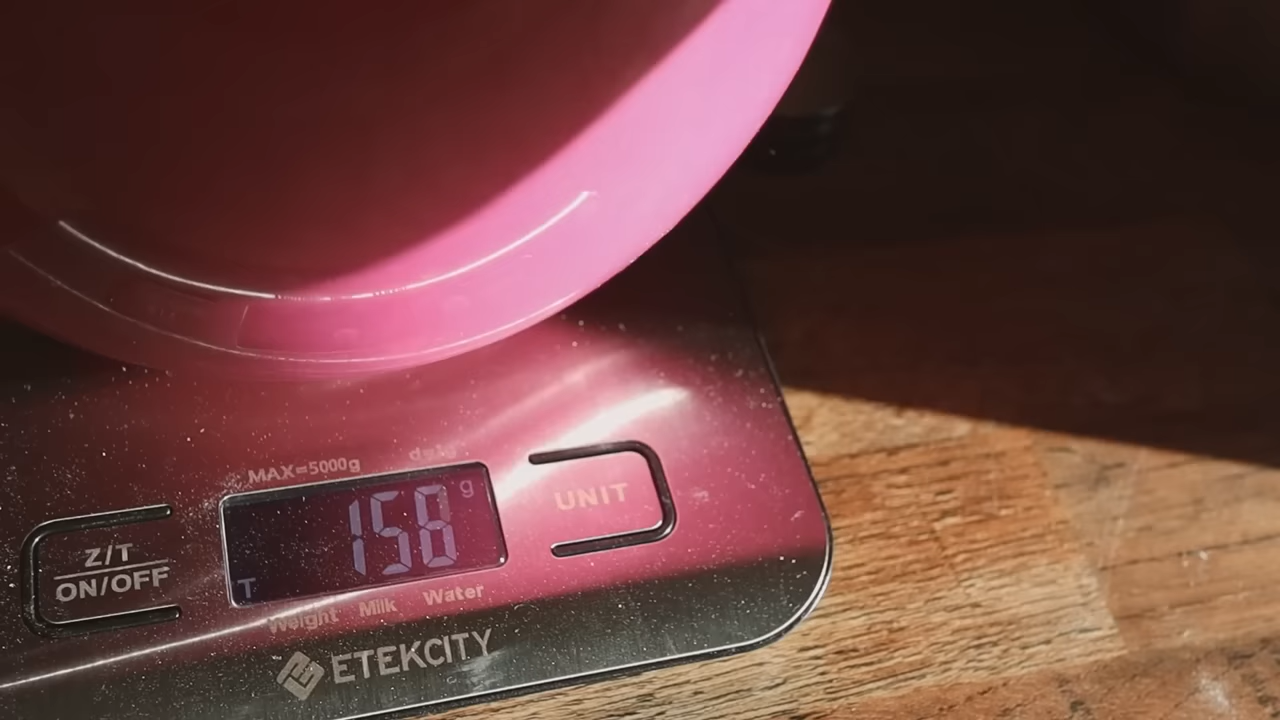 MAX=5000g
158 g
T
Z/T
ON/OFF
UNIT
Weight Milk Water
ETEKCITY